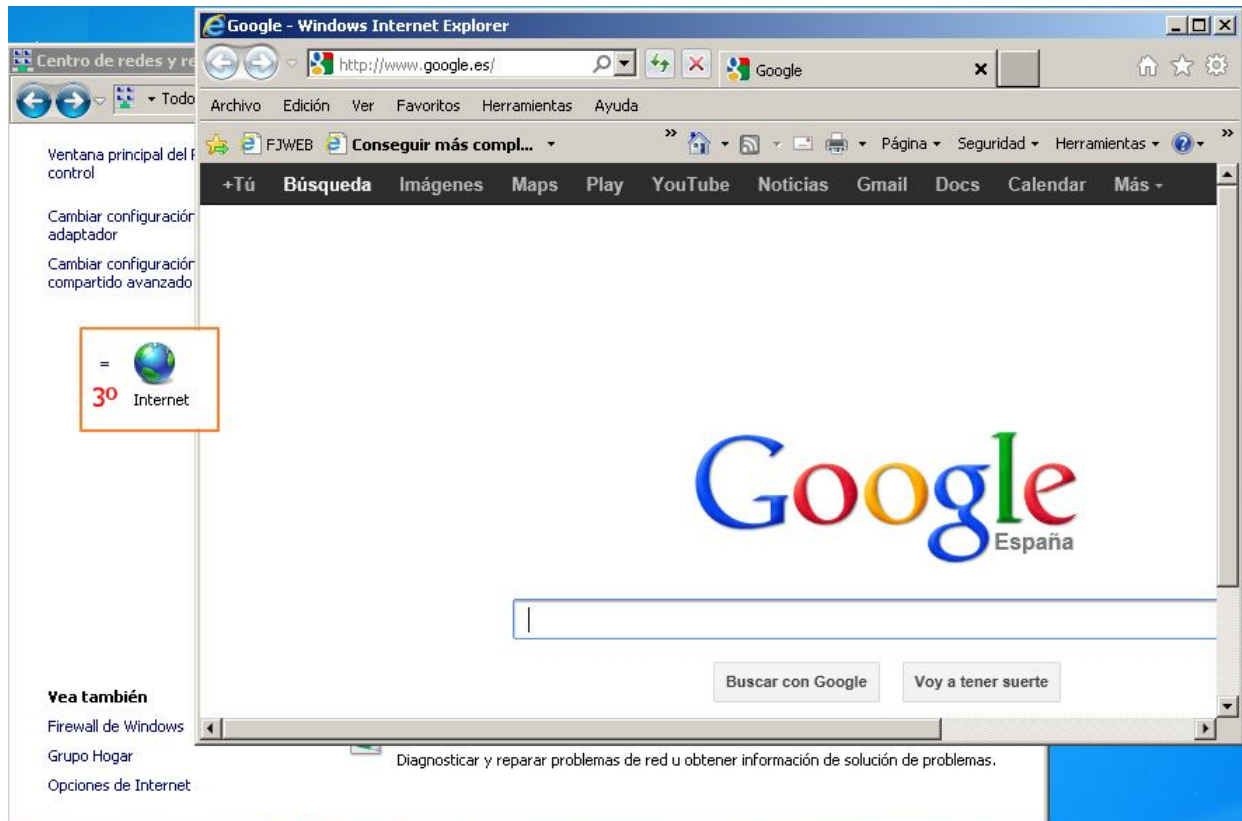 Google - Windows Internet Explorer
Centro de redes y re
http://www.google.es/
Google
Todo
Archivo Edición Ver Favoritos Herramientas Ayuda
FJWEB Conseguir más compl... » Página Seguridad Herramientas »
Ventana principal del P
control
+Tú Búsqueda Imágenes Maps Play YouTube Noticias Gmail Docs Calendar Más
Cambiar configuración
adaptador
Cambiar configuración
compartido avanzado
=
3º Internet
Google
España
Buscar con Google Voy a tener suerte
Vea también
Firewall de Windows
Grupo Hogar
Diagnosticar y reparar problemas de red u obtener información de solución de problemas.
Opciones de Internet